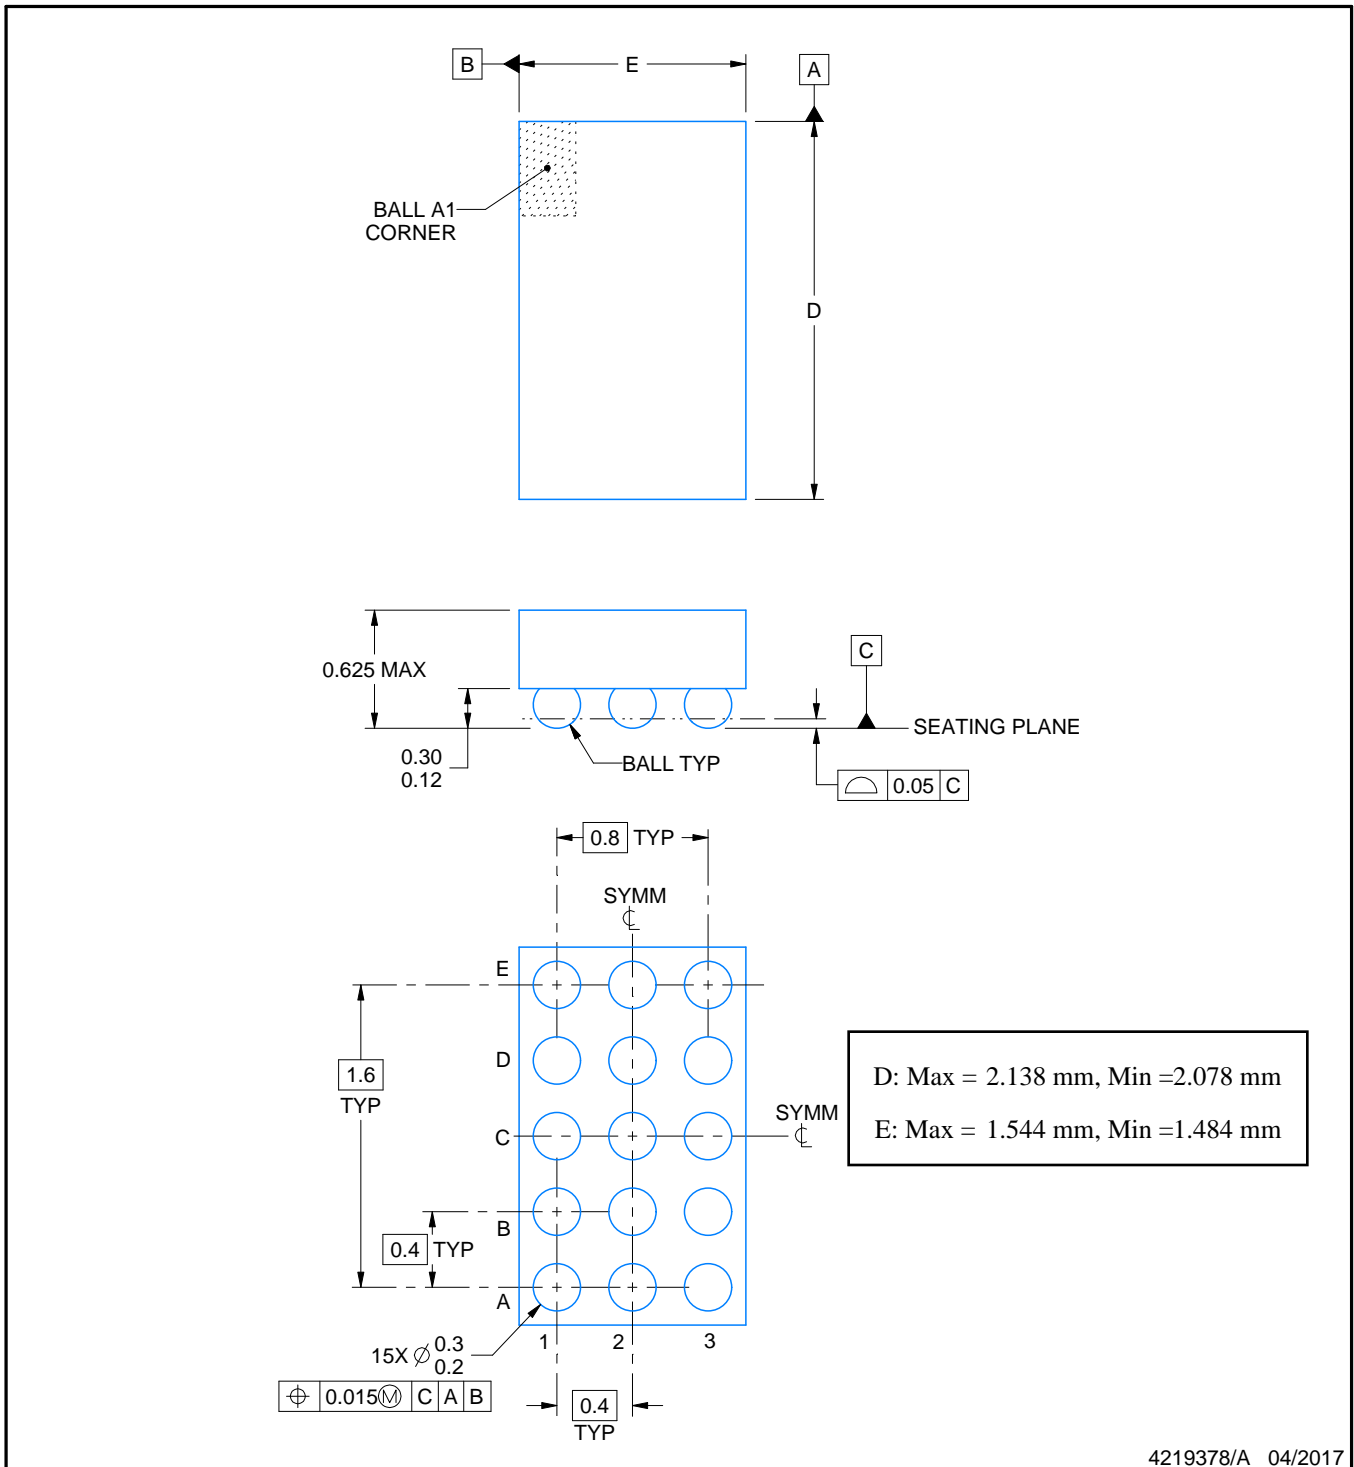 B
E
A
BALL A1
CORNER
D
0.625 MAX
C
SEATING PLANE
0.30
0.12
BALL TYP
0.05 C
0.8 TYP
SYMM
E
D
1.6
TYP
C
SYMM
D: Max = 2.138 mm, Min =2.078 mm
E: Max = 1.544 mm, Min =1.484 mm
B
0.4 TYP
A
1 2 3
15X ∅ 0.3
0.2
⌖ 0.015Ⓜ C A B
0.4
TYP
4219378/A 04/2017